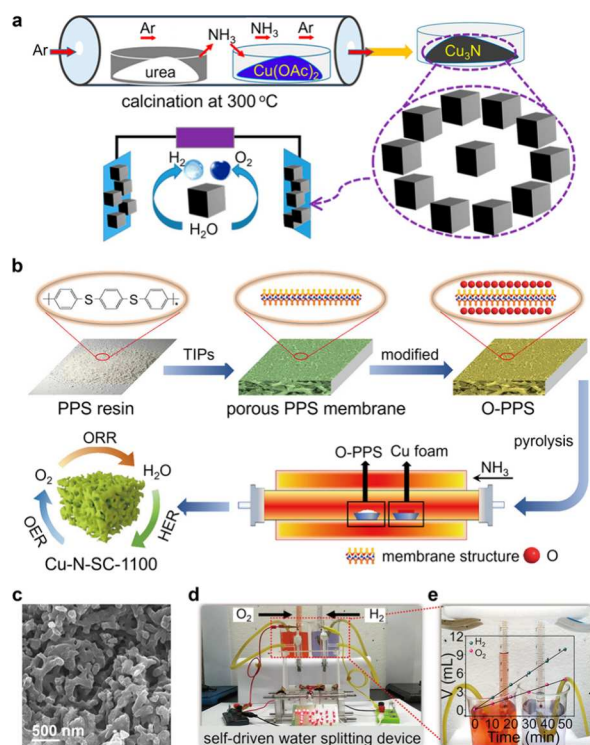 a
Ar
Ar
NH3
NH3
Ar
urea
Cu(OAc)2
Cu3N
calcination at 300 °C
H2
O2
H2O
b
S
S
TIPs
modified
PPS resin
porous PPS membrane
O-PPS
pyrolysis
ORR
O2
H2O
OER
HER
Cu-N-SC-1100
O-PPS
Cu foam
NH3
membrane structure
O
c
500 nm
d
O2
H2
self-driven water splitting device
e
V (mL)
12
9
6
3
0
H2
O2
0 10 20 30 40 50
Time (min)